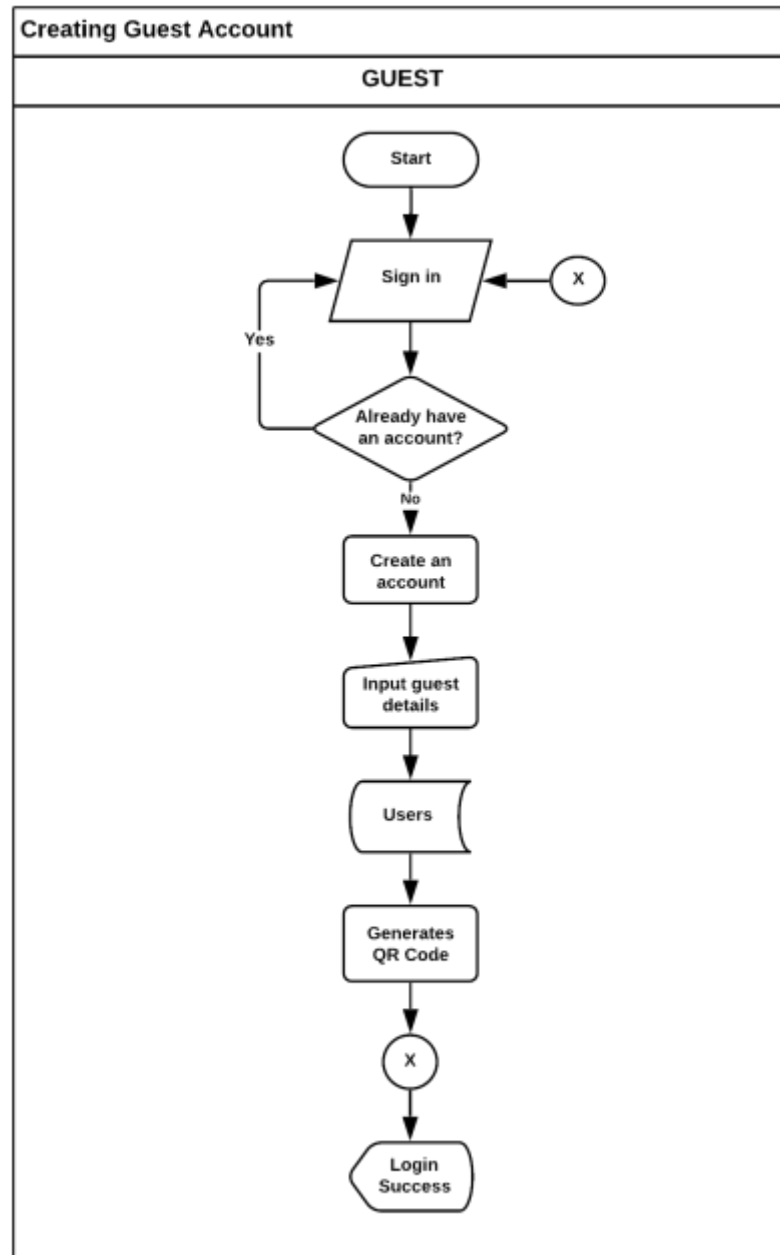 Creating Guest Account
GUEST
Start
Sign in
X
Yes
Already have
an account?
No
Create an
account
Input guest
details
Users
Generates
QR Code
X
Login
Success